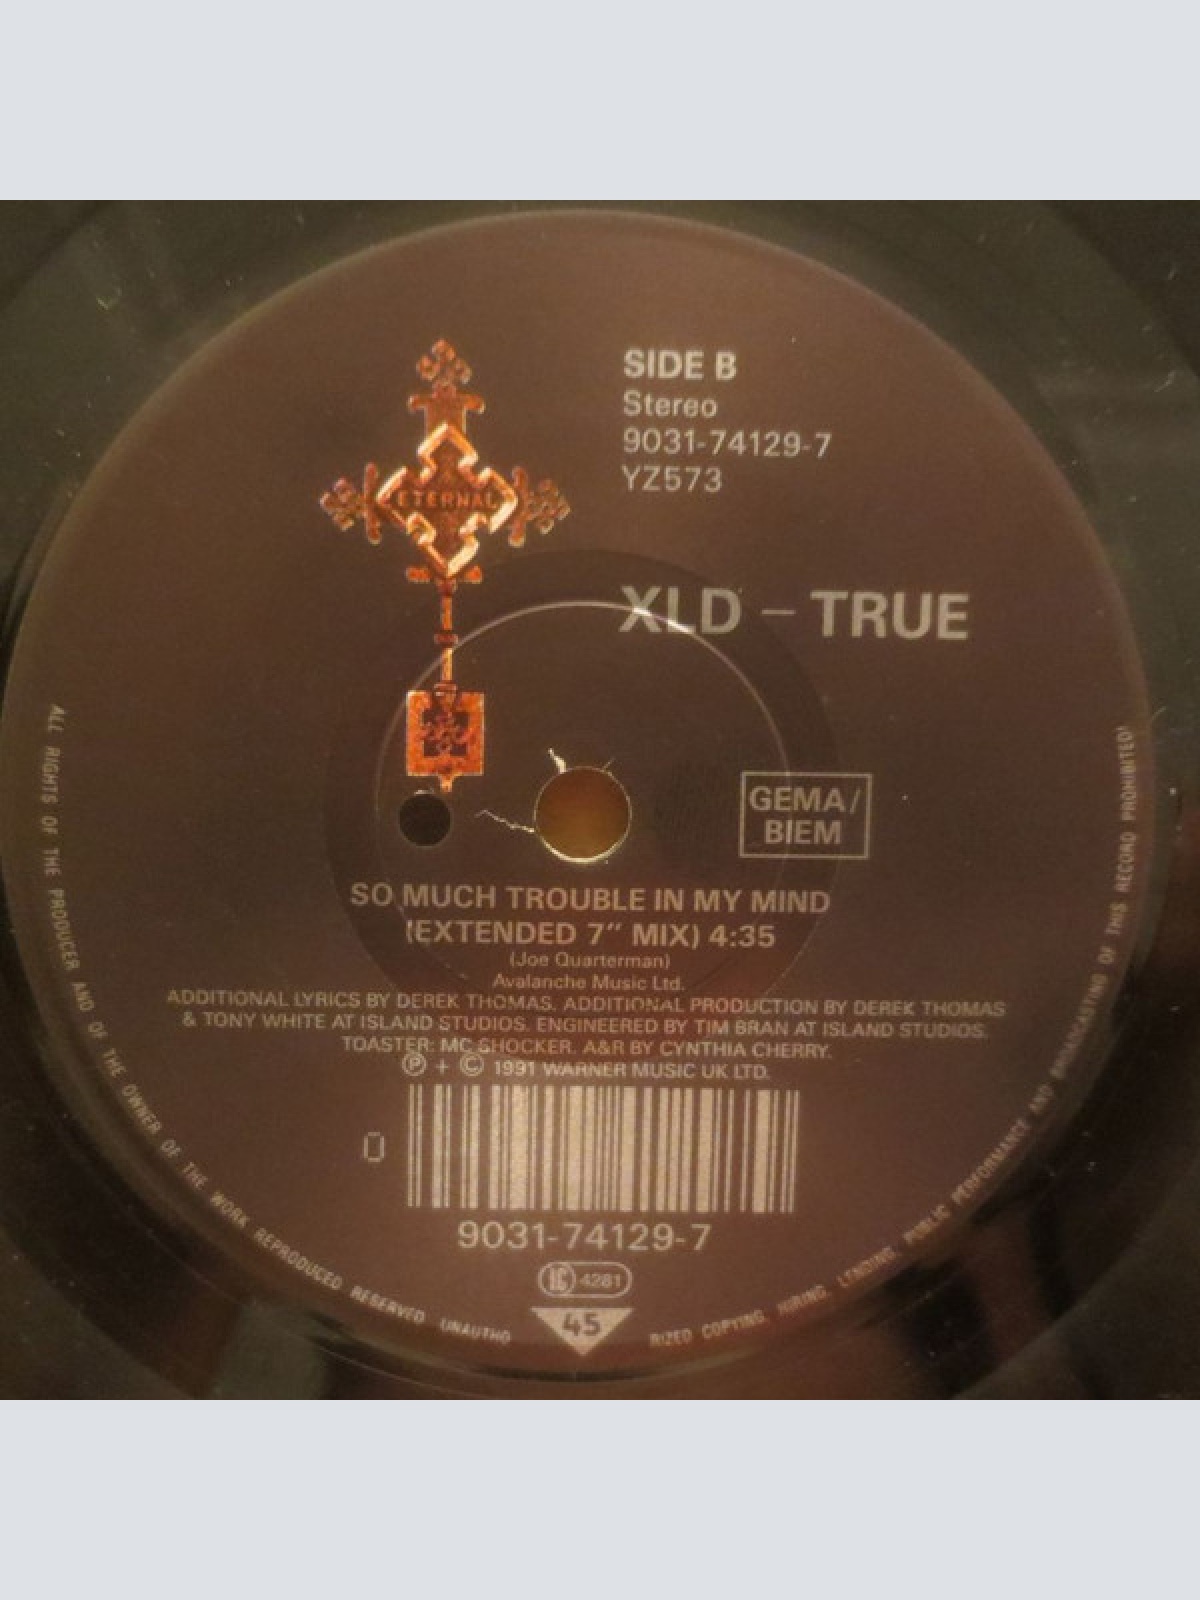 SIDE B
Stereo
9031-74129-7
YZ573
ETERNAL
XLD – TRUE
GEMA/
BIEM
SO MUCH TROUBLE IN MY MIND
(EXTENDED 7" MIX) 4:35
(Joe Quarterman)
Avalanche Music Ltd.
ADDITIONAL LYRICS BY DEREK THOMAS. ADDITIONAL PRODUCTION BY DEREK THOMAS
& TONY WHITE AT ISLAND STUDIOS. ENGINEERED BY TIM BRAN AT ISLAND STUDIOS.
TOASTER: MC SHOCKER. A&R BY CYNTHIA CHERRY.
℗ + © 1991 WARNER MUSIC UK LTD.
9031-74129-7
LC 4281
45
ALL RIGHTS OF THE PRODUCER AND OF THE OWNER OF THE WORK REPRODUCED RESERVED UNAUTHO
RIZED COPYING, HIRING, LENDING, PUBLIC PERFORMANCE AND BROADCASTING OF THIS RECORD PROHIBITED!